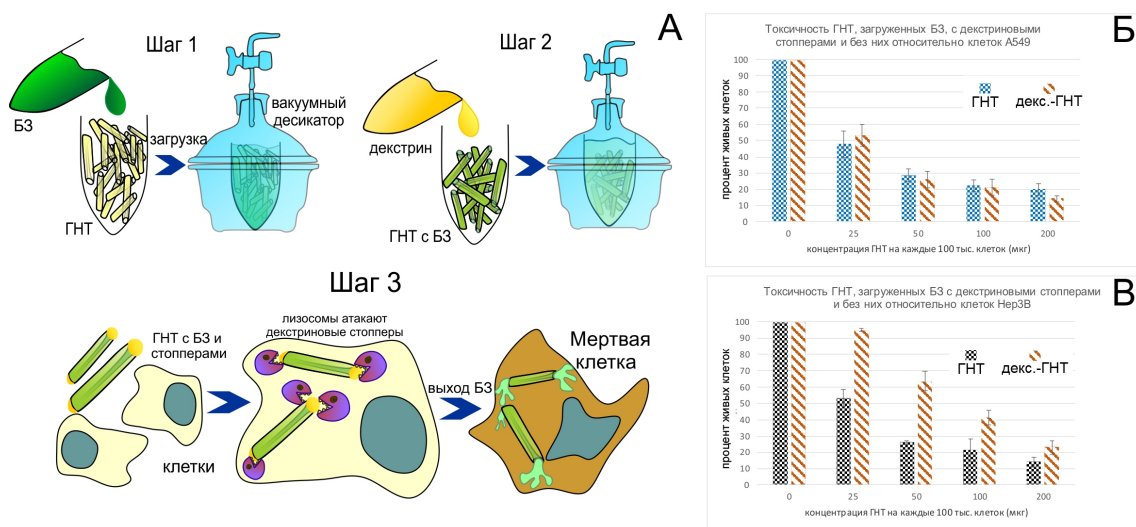 А
Шаг 1
БЗ
загрузка
ГНТ
вакуумный
десикатор
Шаг 2
декстрин
ГНТ с БЗ
Шаг 3
ГНТ с БЗ и
стопперами
клетки
лизосомы атакуют
декстриновые стопперы
выход БЗ
Мертвая
клетка
Б
Токсичность ГНТ, загруженных БЗ, с декстриновыми
стопперами и без них относительно клеток A549
ГНТ
декс.-ГНТ
процент живых клеток
100
90
80
70
60
50
40
30
20
10
0
0 25 50 100 200
концентрация ГНТ на каждые 100 тыс. клеток (мкг)
В
Токсичность ГНТ, загруженных БЗ с декстриновыми стопперами
и без них относительно клеток Hep3B
ГНТ
декс.-ГНТ
процент живых клеток
100
90
80
70
60
50
40
30
20
10
0
0 25 50 100 200
концентрация ГНТ на каждые 100 тыс. клеток (мкг)